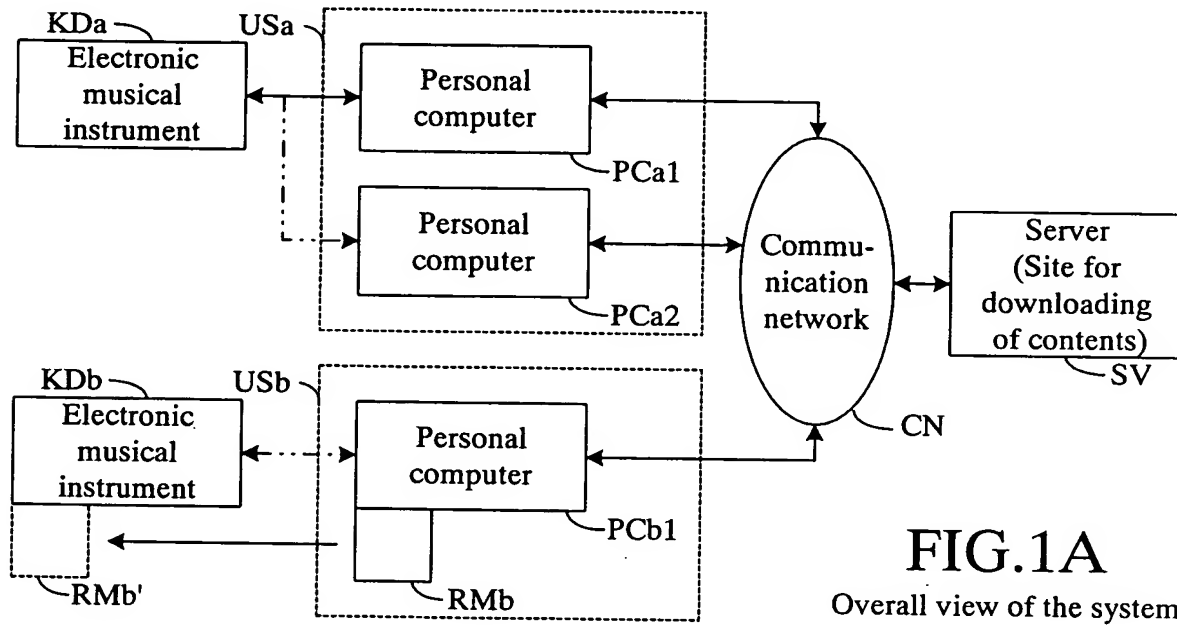 KDa
Electronic
musical
instrument
USa
Personal
computer
PCa1
Personal
computer
PCa2
Commu-
nication
network
CN
Server
(Site for
downloading
of contents)
SV
KDb
Electronic
musical
instrument
RMb'
USb
Personal
computer
PCb1
RMb
FIG.1A
Overall view of the system